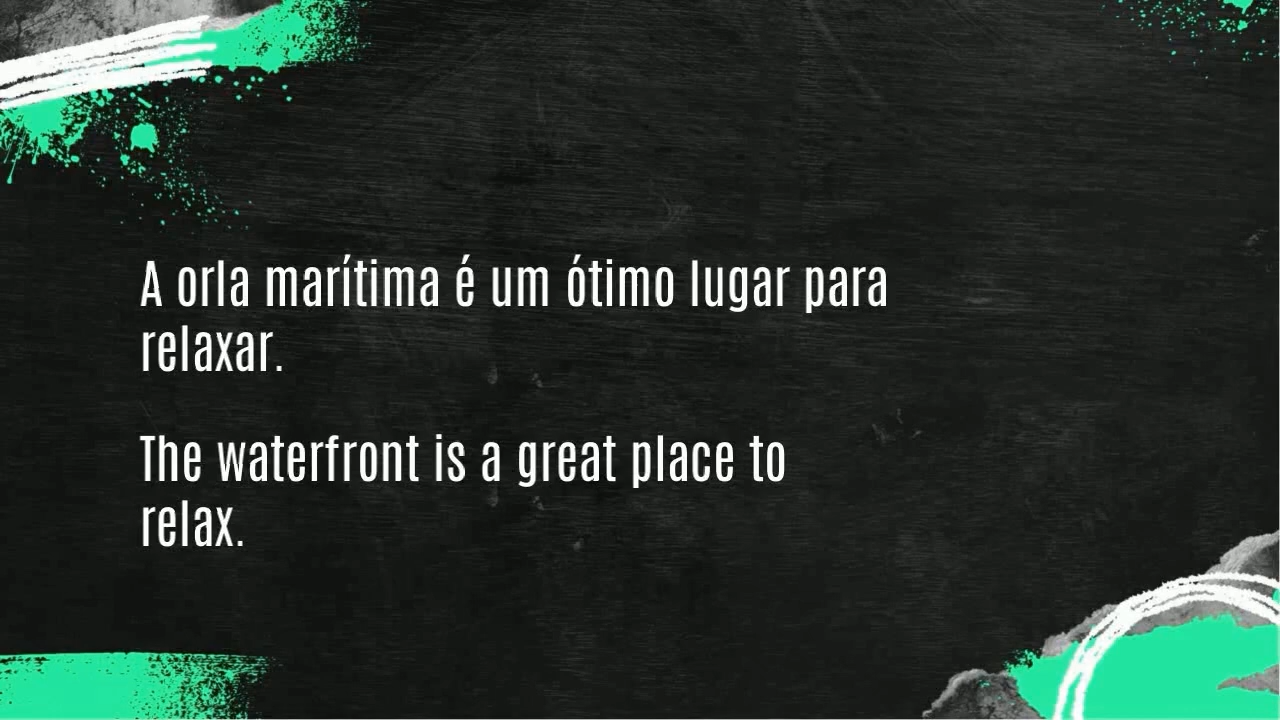 A orla marítima é um ótimo lugar para
relaxar.
The waterfront is a great place to
relax.